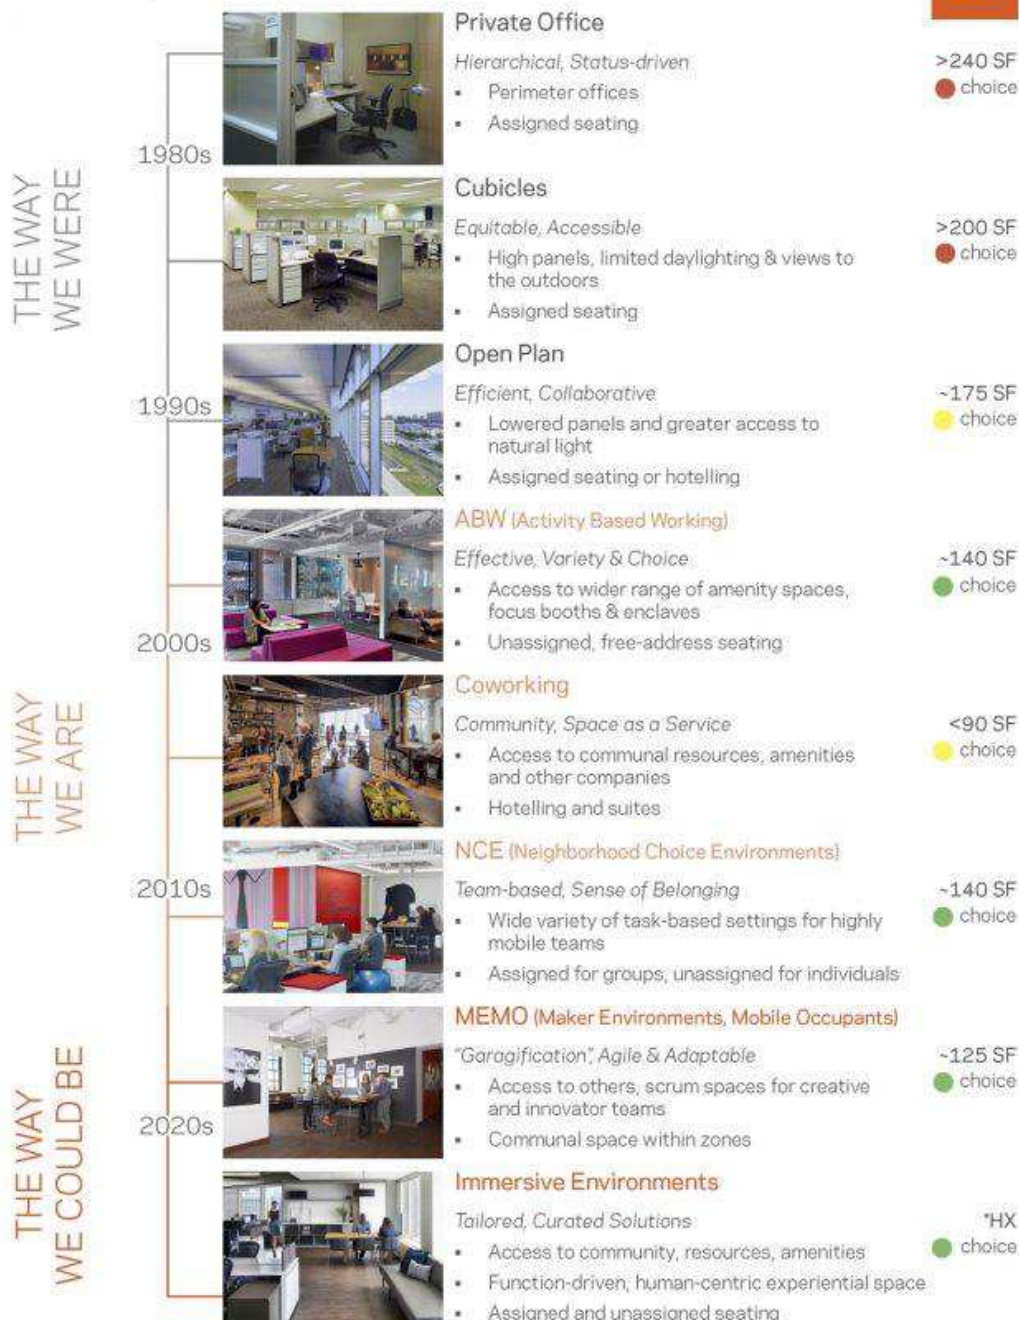 THE WAY
WE WERE
1980s
Private Office
Hierarchical, Status-driven
▪ Perimeter offices
▪ Assigned seating
>240 SF
choice
Cubicles
Equitable, Accessible
▪ High panels, limited daylighting & views to
the outdoors
▪ Assigned seating
>200 SF
choice
1990s
Open Plan
Efficient, Collaborative
▪ Lowered panels and greater access to
natural light
▪ Assigned seating or hotelling
~175 SF
choice
THE WAY
WE ARE
2000s
ABW (Activity Based Working)
Effective, Variety & Choice
▪ Access to wider range of amenity spaces,
focus booths & enclaves
▪ Unassigned, free-address seating
~140 SF
choice
Coworking
Community, Space as a Service
▪ Access to communal resources, amenities
and other companies
▪ Hotelling and suites
<90 SF
choice
2010s
NCE (Neighborhood Choice Environments)
Team-based, Sense of Belonging
▪ Wide variety of task-based settings for highly
mobile teams
▪ Assigned for groups, unassigned for individuals
~140 SF
choice
THE WAY
WE COULD BE
2020s
MEMO (Maker Environments, Mobile Occupants)
"Garagification", Agile & Adaptable
▪ Access to others, scrum spaces for creative
and innovator teams
▪ Communal space within zones
~125 SF
choice
Immersive Environments
Tailored, Curated Solutions
▪ Access to community, resources, amenities
▪ Function-driven, human-centric experiential space
▪ Assigned and unassigned seating
*HX
choice